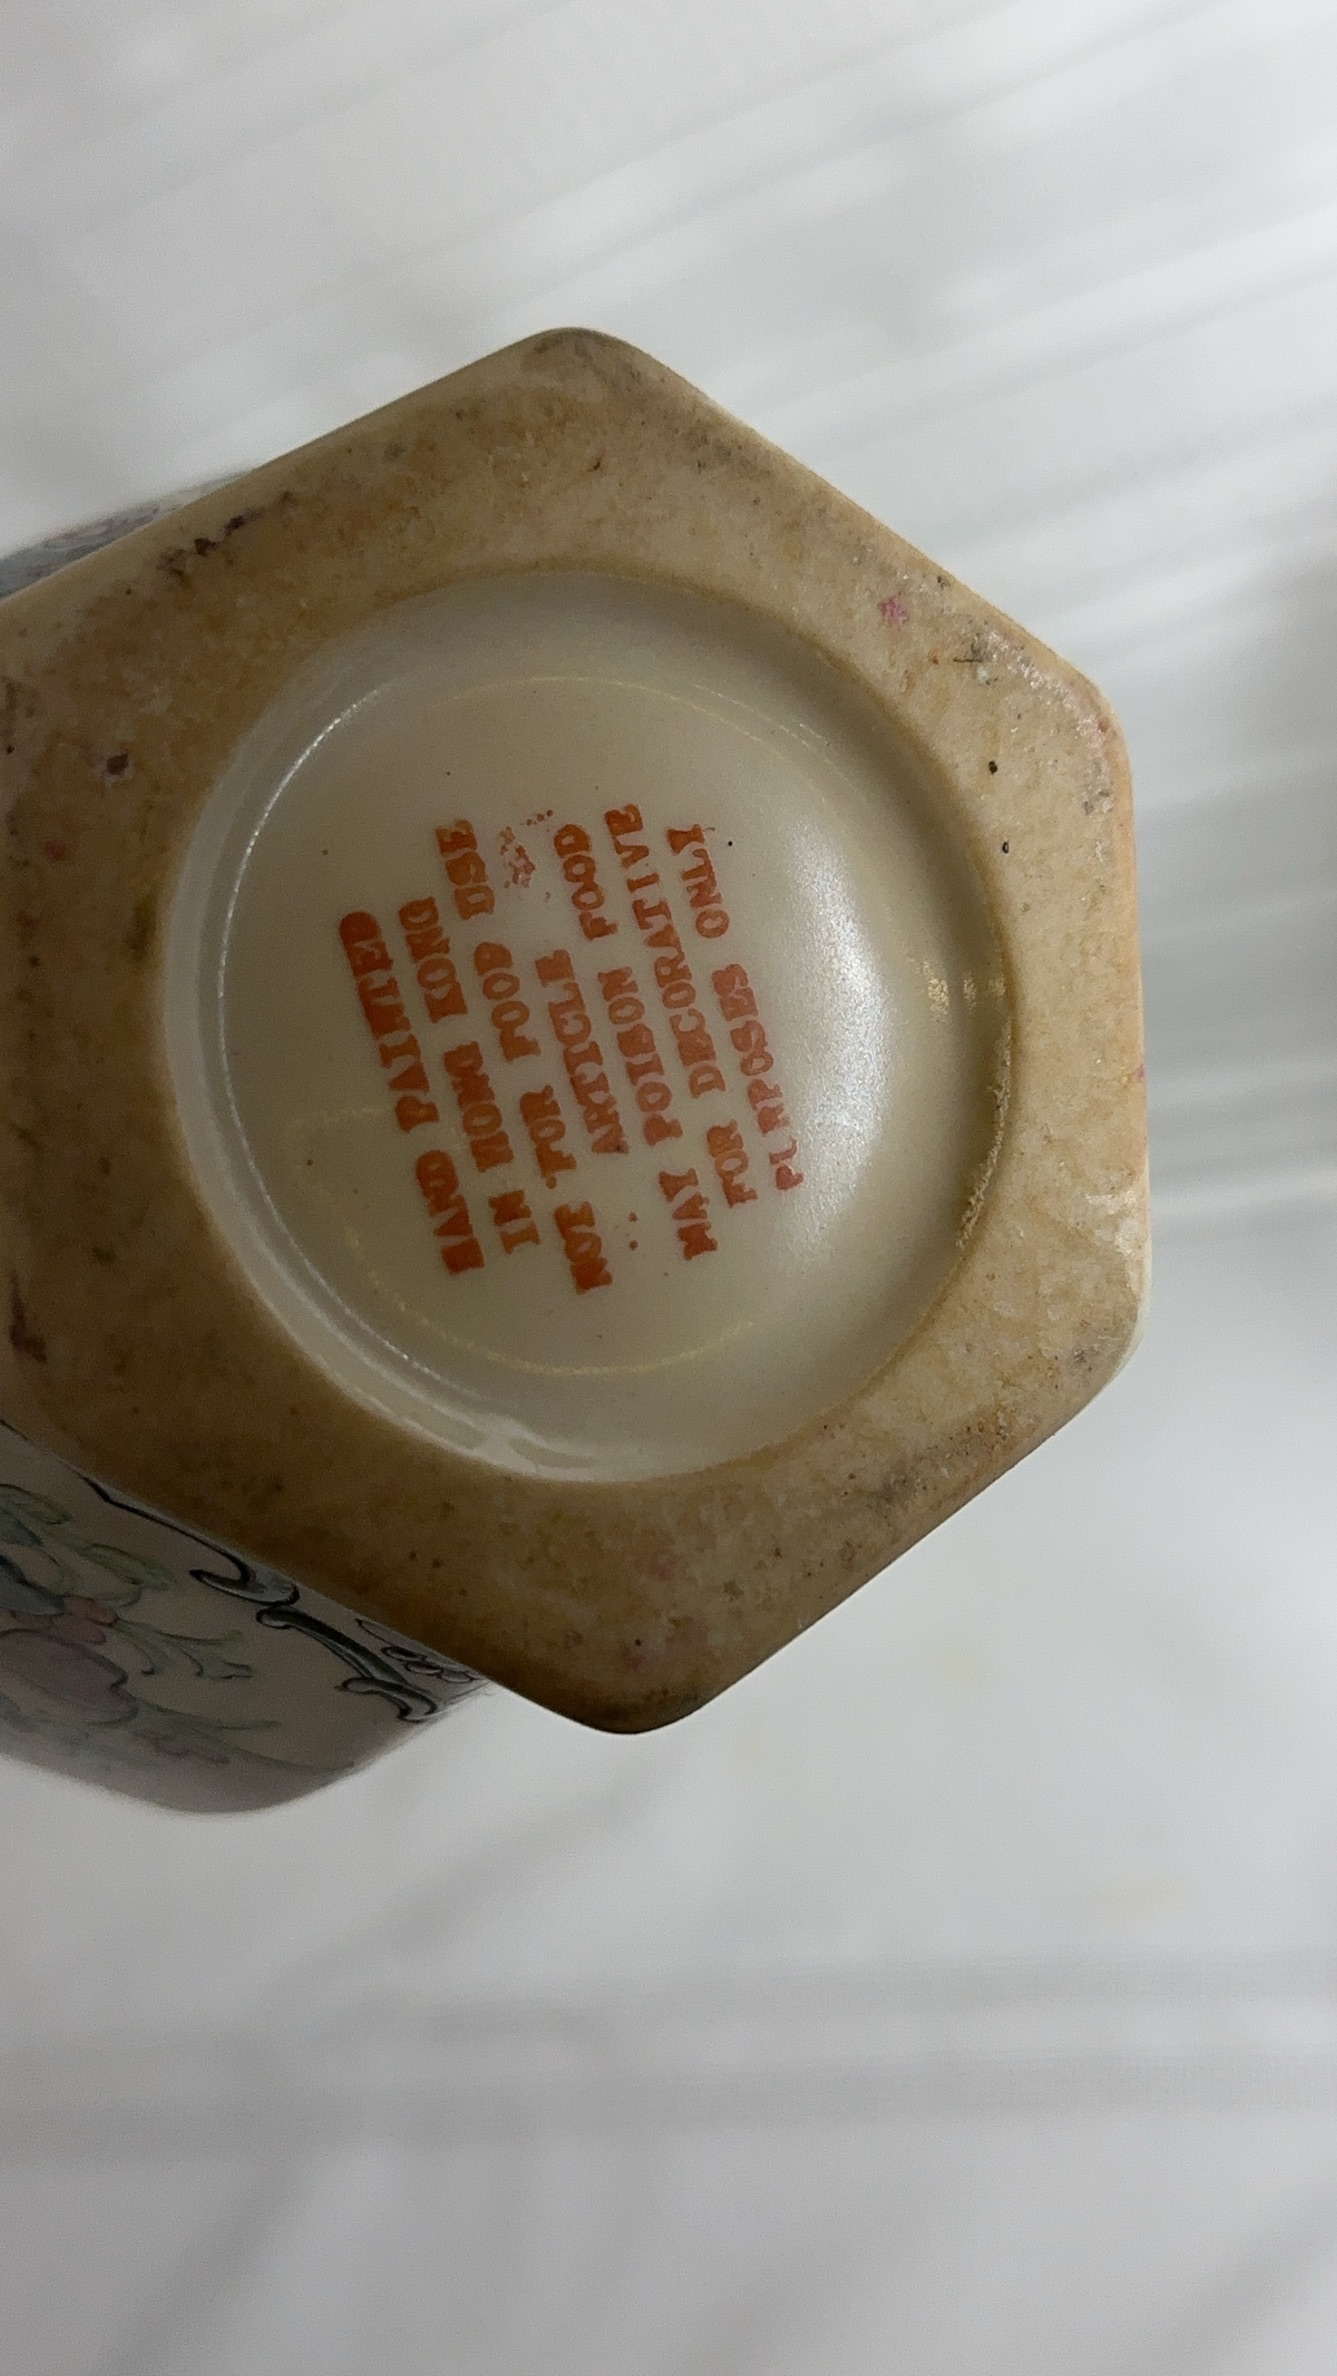 HAND PAINTED
IN HONG KONG
NOT FOR FOOD USE
ARTICLE
MAY POISON FOOD
FOR DECORATIVE
PURPOSES ONLY